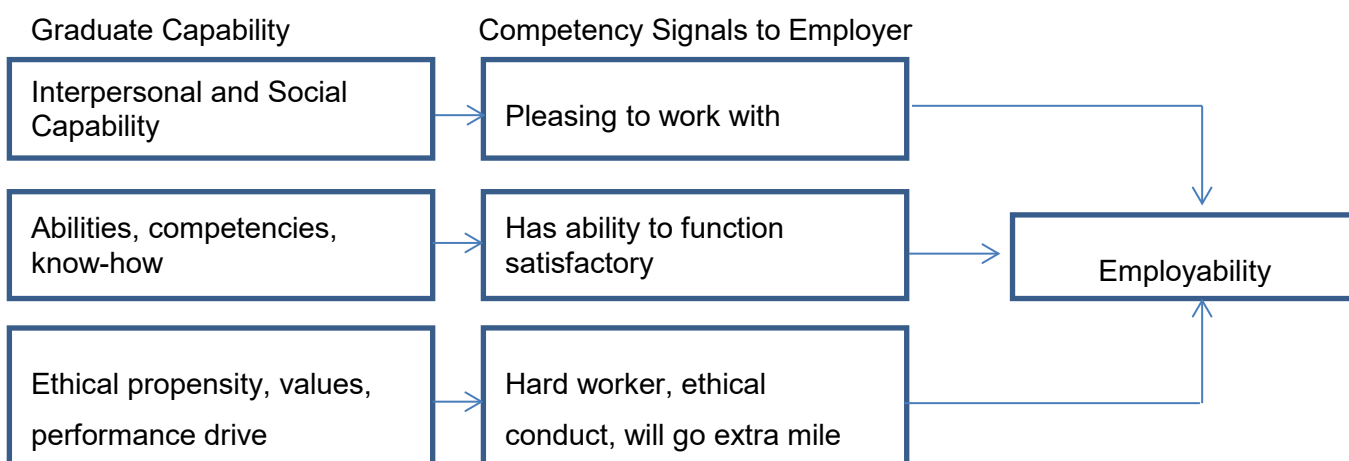 Graduate Capability
Competency Signals to Employer
Interpersonal and Social
Capability
Pleasing to work with
Abilities, competencies,
know-how
Has ability to function
satisfactory
Employability
Ethical propensity, values,
performance drive
Hard worker, ethical
conduct, will go extra mile